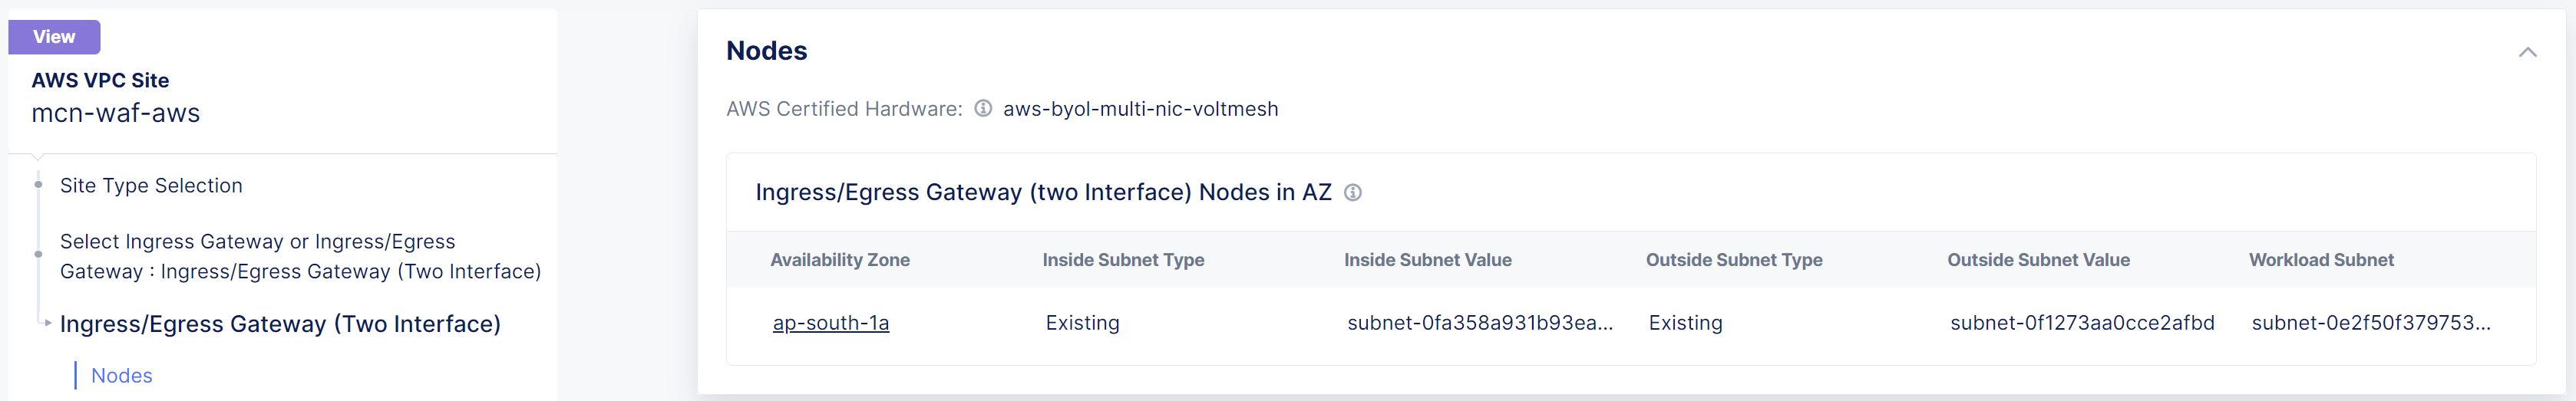 View
AWS VPC Site
mcn-waf-aws
Site Type Selection
Select Ingress Gateway or Ingress/Egress
Gateway : Ingress/Egress Gateway (Two Interface)
Ingress/Egress Gateway (Two Interface)
Nodes
Nodes
AWS Certified Hardware: aws-byol-multi-nic-voltmesh
Ingress/Egress Gateway (two Interface) Nodes in AZ
Availability Zone Inside Subnet Type Inside Subnet Value Outside Subnet Type Outside Subnet Value Workload Subnet
ap-south-1a Existing subnet-0fa358a931b93ea... Existing subnet-0f1273aa0cce2afbd subnet-0e2f50f379753...